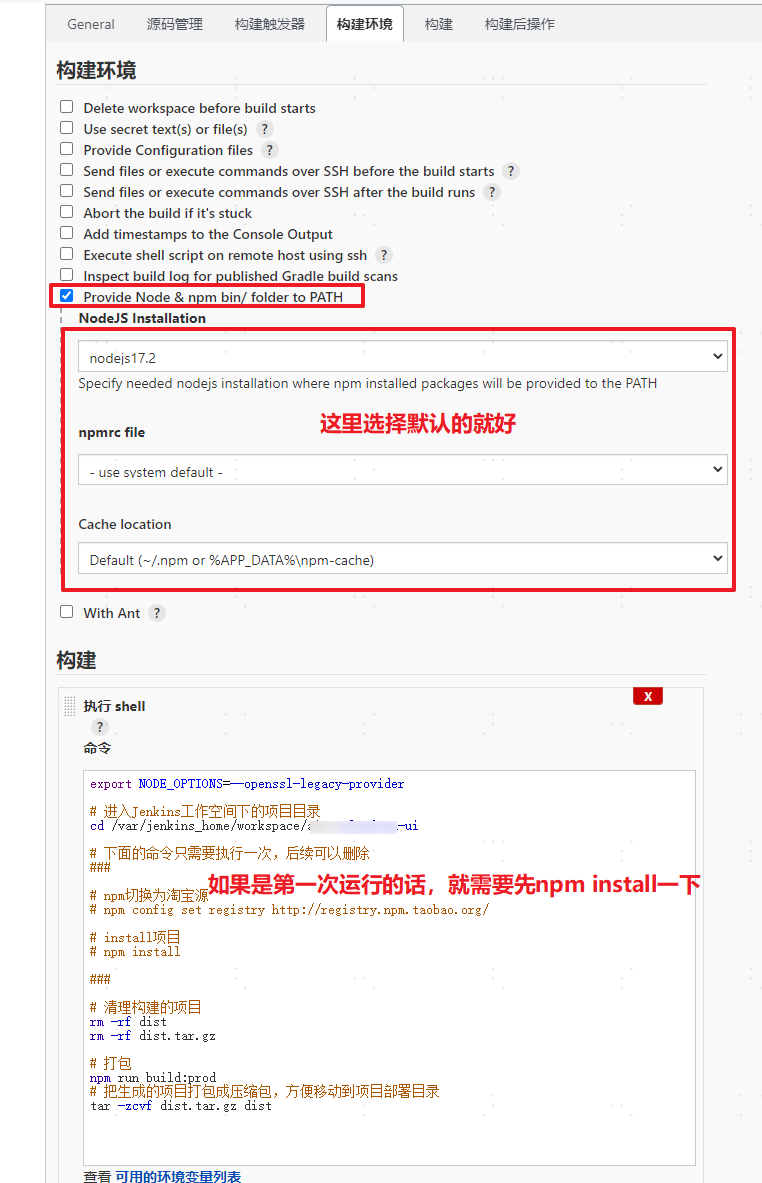 General 源码管理 构建触发器 构建环境 构建 构建后操作
构建环境
Delete workspace before build starts
Use secret text(s) or file(s) ?
Provide Configuration files ?
Send files or execute commands over SSH before the build starts ?
Send files or execute commands over SSH after the build runs ?
Abort the build if it's stuck
Add timestamps to the Console Output
Execute shell script on remote host using ssh ?
Inspect build log for published Gradle build scans
Provide Node & npm bin/ folder to PATH
NodeJS Installation
nodejs17.2
Specify needed nodejs installation where npm installed packages will be provided to the PATH
这里选择默认的就好
npmrc file
- use system default -
Cache location
Default (~/.npm or %APP_DATA%\npm-cache)
With Ant ?
构建
X
执行 shell
?
命令
export NODE_OPTIONS=--openssl-legacy-provider
# 进入Jenkins工作空间下的项目目录
cd /var/jenkins_home/workspace/ -ui
# 下面的命令只需要执行一次，后续可以删除
###
如果是第一次运行的话，就需要先npm install一下
# npm切换为淘宝源
# npm config set registry http://registry.npm.taobao.org/
# install项目
# npm install
###
# 清理构建的项目
rm -rf dist
rm -rf dist.tar.gz
# 打包
npm run build:prod
# 把生成的项目打包成压缩包，方便移动到项目部署目录
tar -zcvf dist.tar.gz dist
查看 可用的环境变量列表